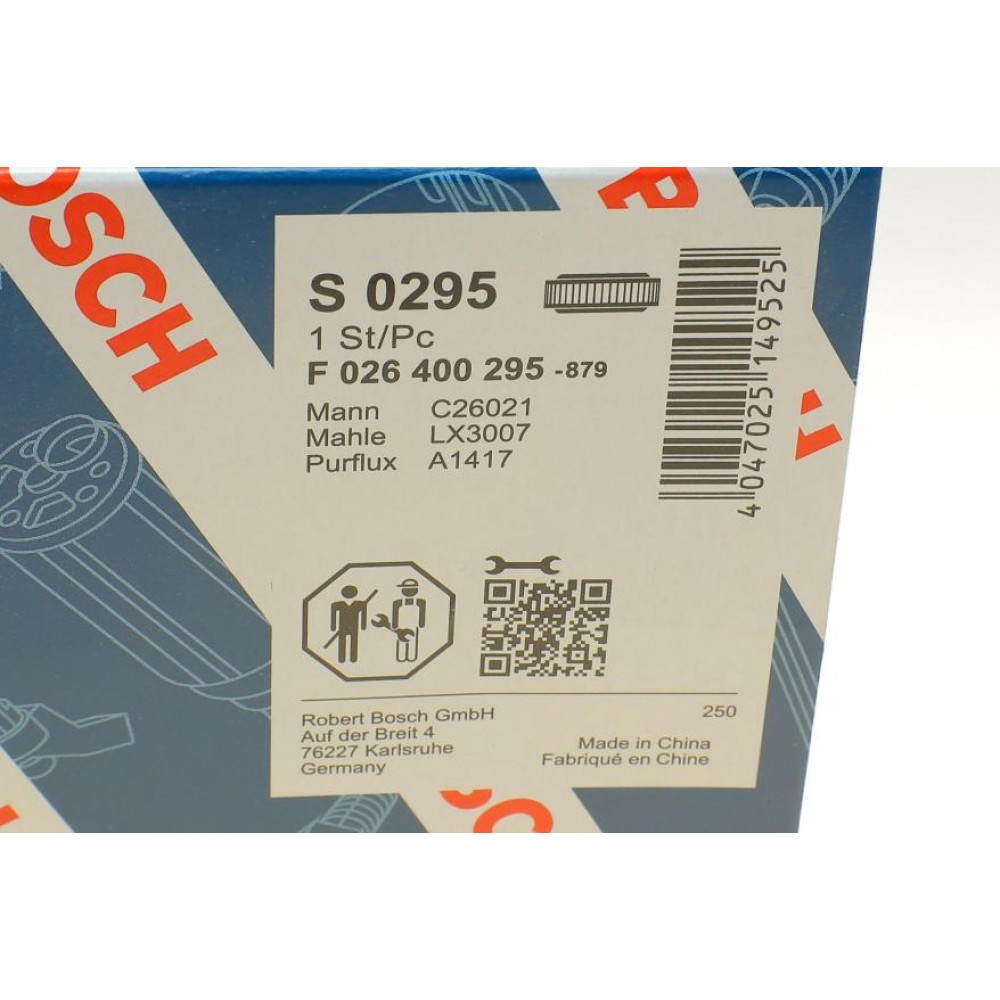 BOSCH
S 0295
1 St/Pc
F 026 400 295 -879
Mann C26021
Mahle LX3007
Purflux A1417
4 047025 149525
Robert Bosch GmbH
Auf der Breit 4
76227 Karlsruhe
Germany
250
Made in China
Fabriqué en Chine